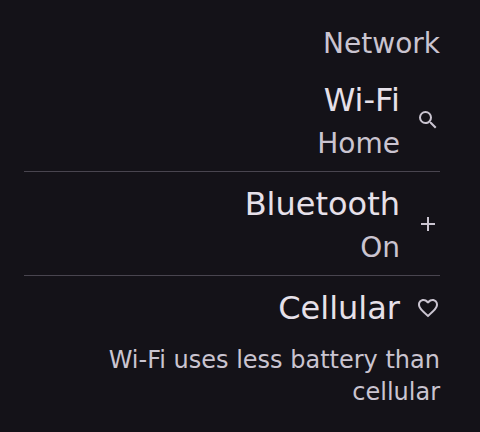 Network
Wi-Fi
Home
Bluetooth
On
Cellular
Wi-Fi uses less battery than
cellular